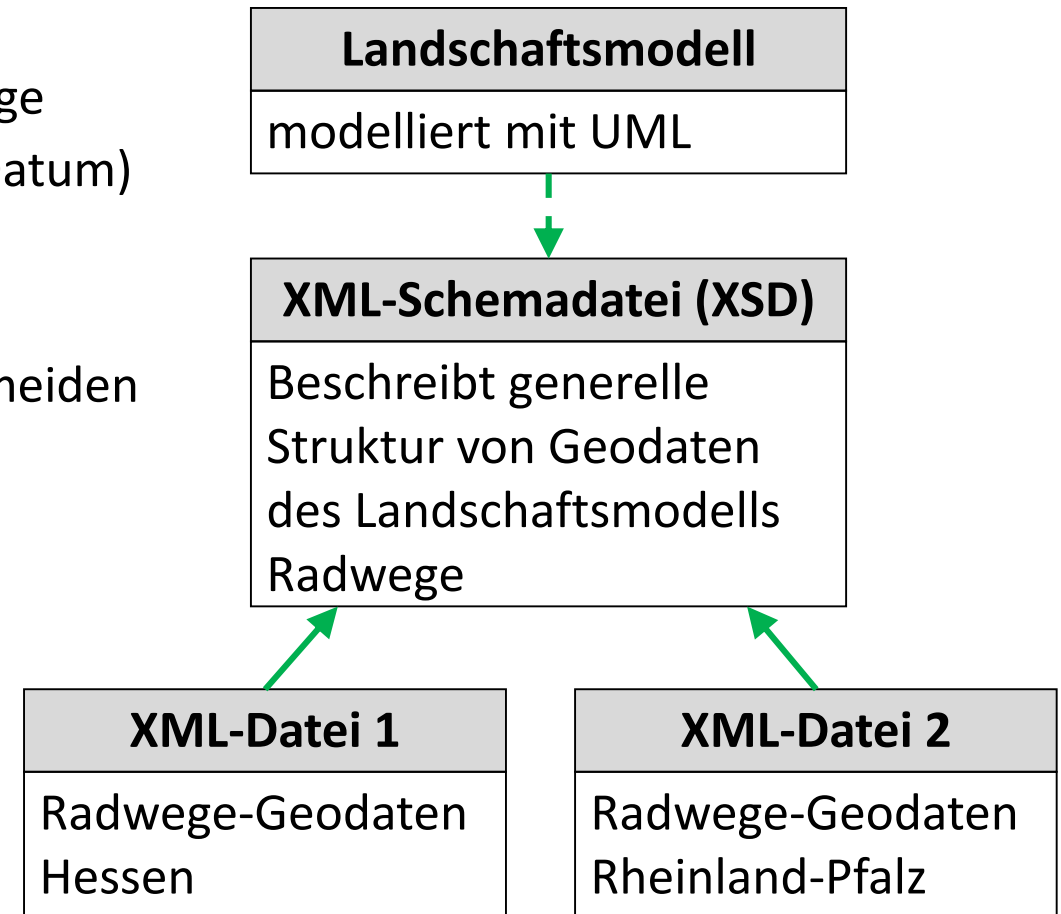 ge
atum)
neiden
Landschaftsmodell
modelliert mit UML
XML-Schemadatei (XSD)
Beschreibt generelle
Struktur von Geodaten
des Landschaftsmodells
Radwege
XML-Datei 1
Radwege-Geodaten
Hessen
XML-Datei 2
Radwege-Geodaten
Rheinland-Pfalz